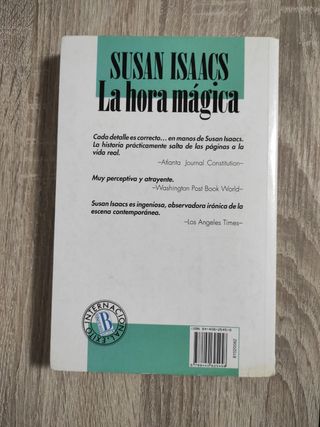 SUSAN ISAACS
La hora mágica
Cada detalle es correcto... en manos de Susan Isaacs.
La historia prácticamente salta de las páginas a la
vida real.
–Atlanta Journal Constitution–
Muy perceptiva y atrayente.
–Washington Post Book World–
Susan Isaacs es ingeniosa, observadora irónica de la
escena contemporánea.
–Los Angeles Times–
B
EXITO INTERNACIONAL